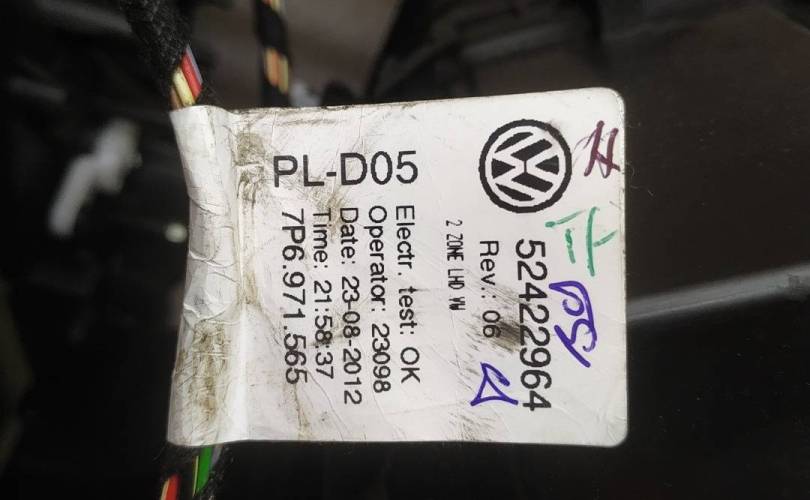 PL-D05
52422964
Rev.: 06
2 ZONE LHD VW
Electr. test: OK
Operator: 23098
Date: 23-08-2012
Time: 21:58:37
7P6.971.565